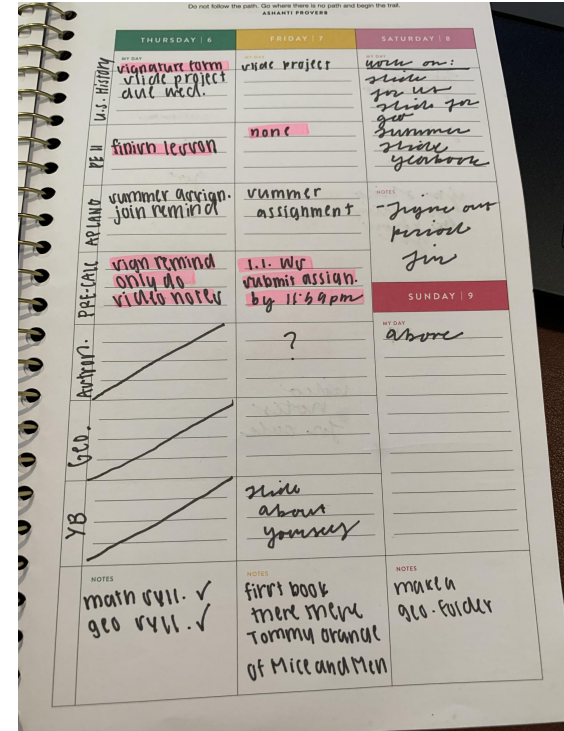 Do not follow the path. Go where there is no path and begin the trail.
ASHANTI PROVERB
THURSDAY | 6
FRIDAY | 7
SATURDAY | 8
U.S. History
MY DAY
signature form
slide project
due wed.
MY DAY
slide project
MY DAY
work on:
slide
for us
slide for
geo
summer
slide
yearbook
PE II
finish lesson
none
AP LANG
summer assign.
join remind
summer
assignment
NOTES
-Figure out
period
PRE-CALC
sign remind
only do
video notes
1.1. WS
submit assign.
by 11:59pm
SUNDAY | 9
MY DAY
above
Astron.
?
Geo.
YB
slide
about
yourself
NOTES
math syll. ✓
geo syll. ✓
NOTES
first book
There There
Tommy Orange
of Mice and Men
NOTES
make a
geo. folder